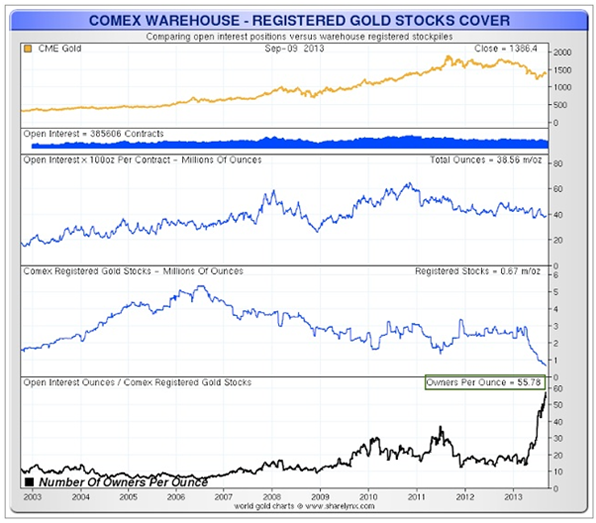 COMEX WAREHOUSE - REGISTERED GOLD STOCKS COVER
Comparing open interest positions versus warehouse registered stockpiles
CME Gold Sep-09 2013 Close = 1386.4
2000
1500
1000
500
0
Open Interest = 385606 Contracts
Open Interest X 100oz Per Contract - Millions Of Ounces Total Ounces = 38.56 m/oz
80
60
40
20
0
Comex Registered Gold Stocks - Millions Of Ounces Registered Stocks = 0.67 m/oz
6
5
4
3
2
1
0
Open Interest Ounces / Comex Registered Gold Stocks Owners Per Ounce = 55.78
60
50
40
30
20
10
0
Number Of Owners Per Ounce
2003 2004 2005 2006 2007 2008 2009 2010 2011 2012 2013
world gold charts © www.sharelynx.com